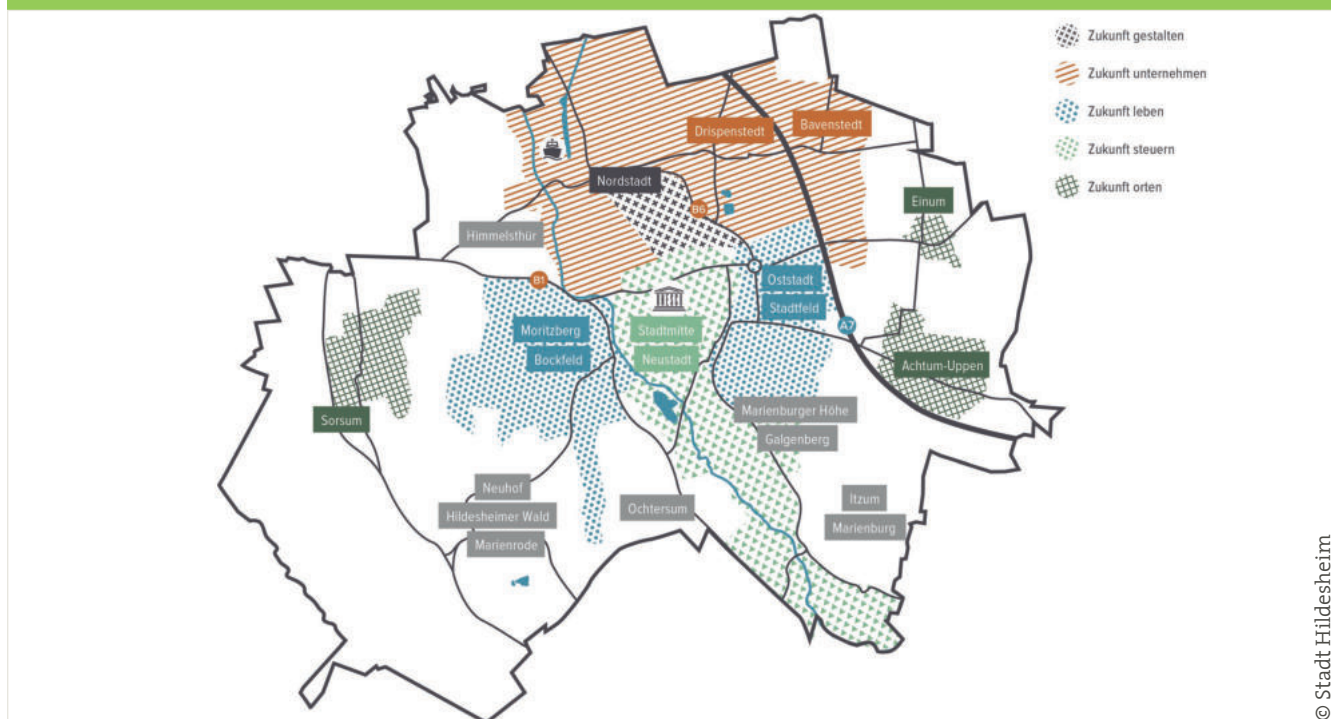 Zukunft gestalten
Zukunft unternehmen
Zukunft leben
Zukunft steuern
Zukunft orten
Drispenstedt
Bavenstedt
Nordstadt
Einum
B6
Himmelsthür
B1
Oststadt
Stadtfeld
Moritzberg
Bockfeld
Stadtmitte
Neustadt
A7
Achtum-Uppen
Sorsum
Marienburger Höhe
Galgenberg
Neuhof
Hildesheimer Wald
Marienrode
Ochtersum
Itzum
Marienburg
© Stadt Hildesheim